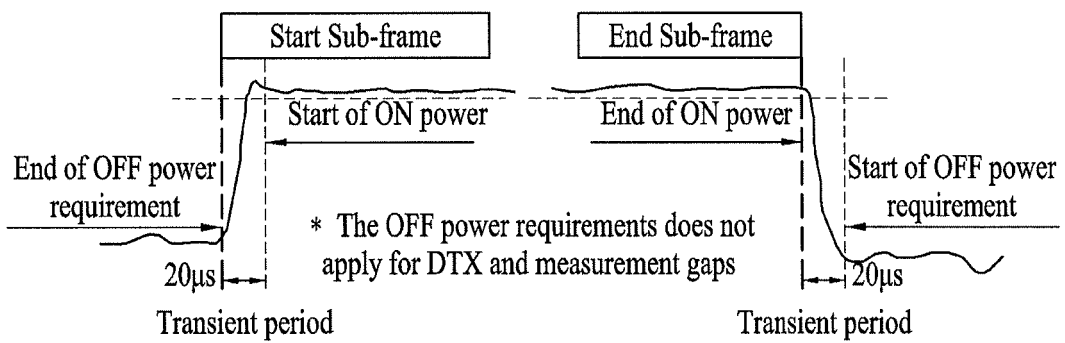 Start Sub-frame
End Sub-frame
Start of ON power
End of ON power
End of OFF power
requirement
Start of OFF power
requirement
* The OFF power requirements does not
apply for DTX and measurement gaps
20μs
20μs
Transient period
Transient period